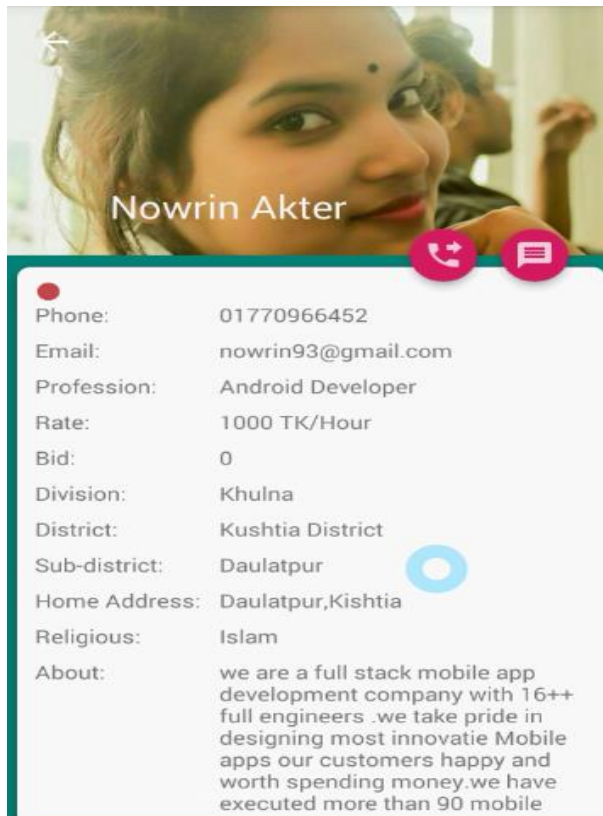 Nowrin Akter
Phone: 01770966452
Email: nowrin93@gmail.com
Profession: Android Developer
Rate: 1000 TK/Hour
Bid: 0
Division: Khulna
District: Kushtia District
Sub-district: Daulatpur
Home Address: Daulatpur,Kishtia
Religious: Islam
About: we are a full stack mobile app
development company with 16++
full engineers .we take pride in
designing most innovatie Mobile
apps our customers happy and
worth spending money.we have
executed more than 90 mobile